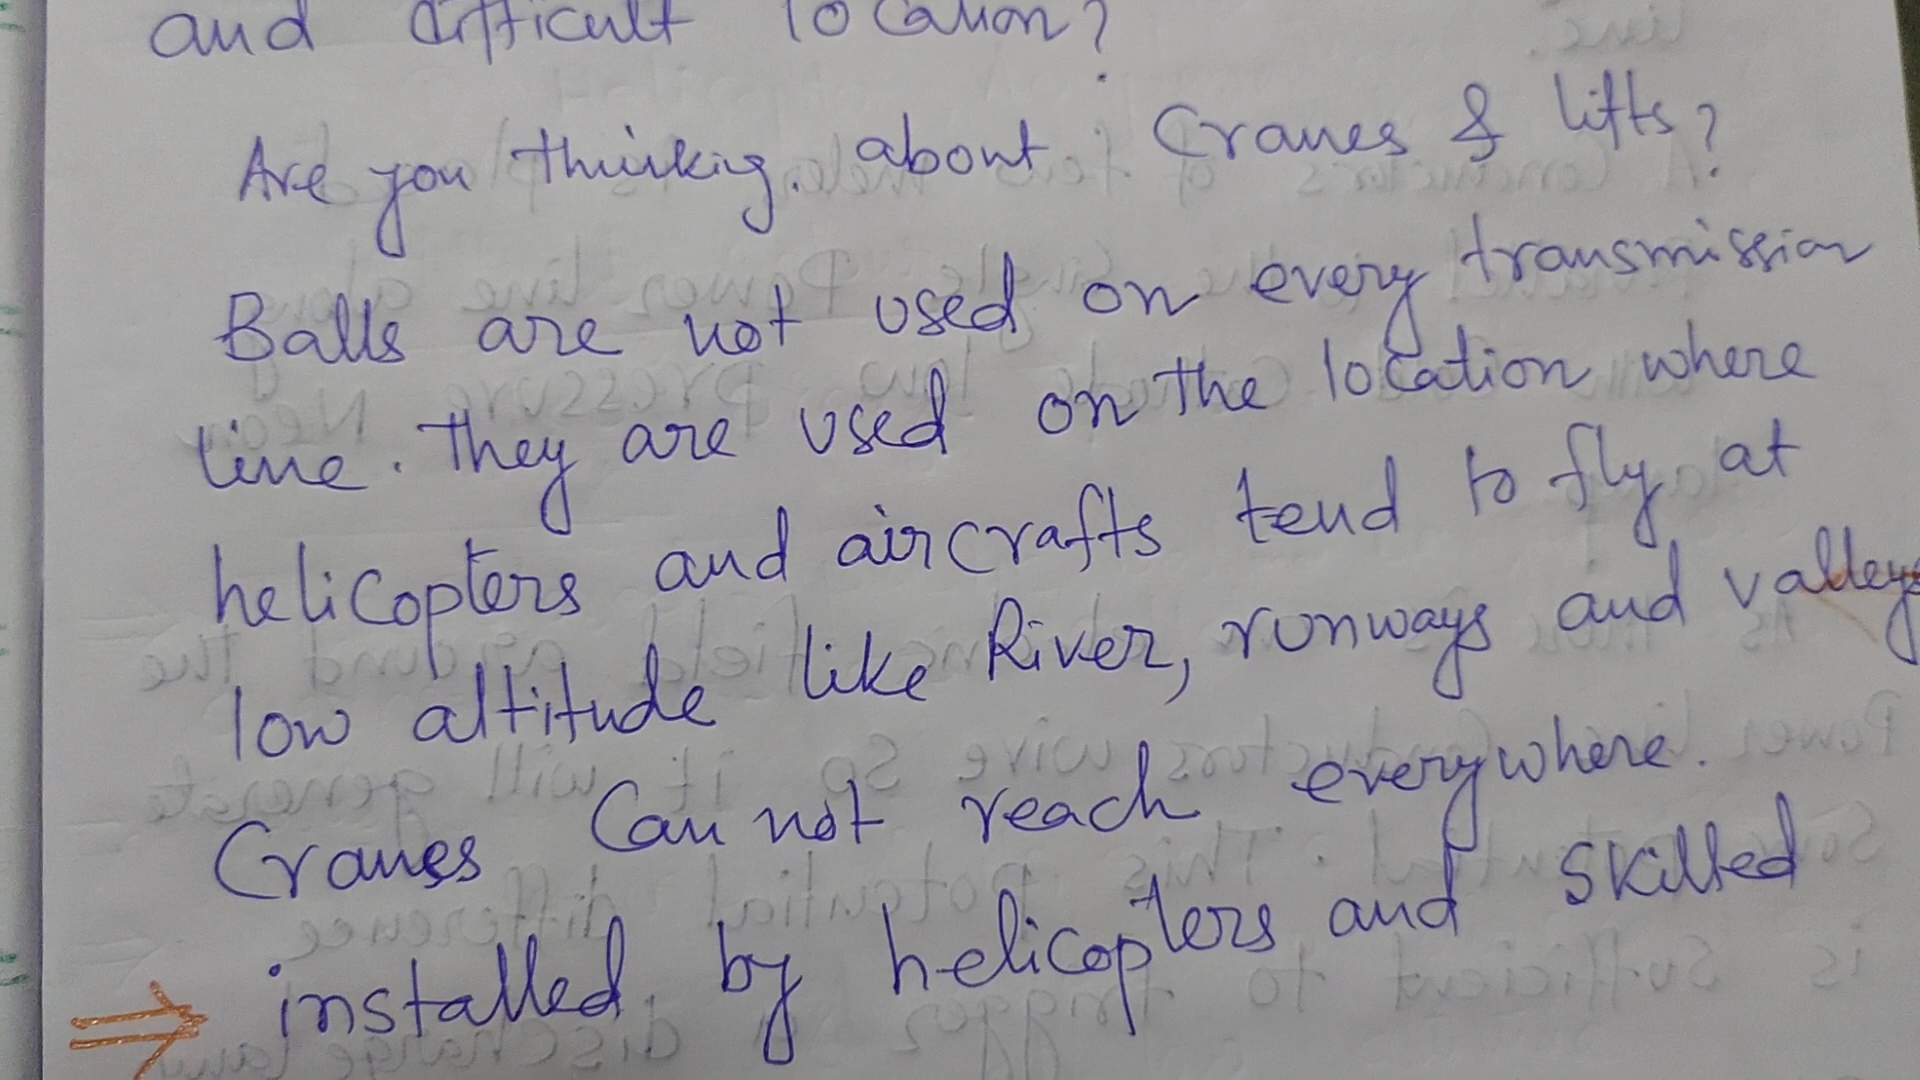 and difficult location?
Are you thinking about Cranes & lifts?
Balls are not used on every transmission
line. They are used on the location where
helicopters and aircrafts tend to fly at
low altitude like River, runways and valleys
Cranes Can not reach everywhere.
⇒ installed by helicopters and skilled